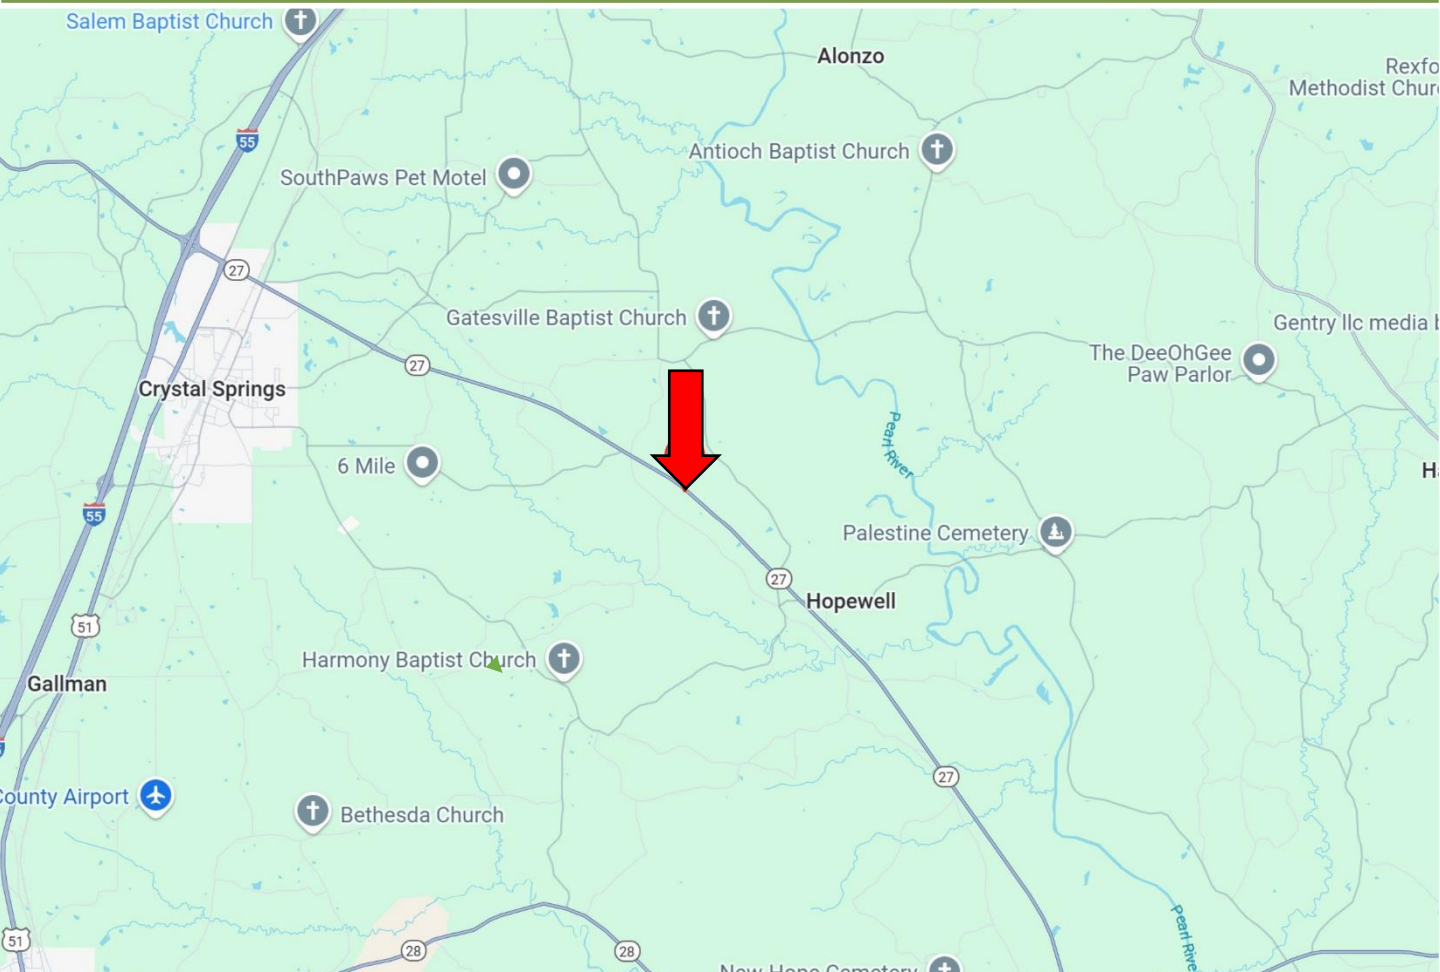 Salem Baptist Church
Alonzo
Rexfo
Methodist Chur
55
Antioch Baptist Church
SouthPaws Pet Motel
27
Gatesville Baptist Church
Gentry llc media b
The DeeOhGee
Paw Parlor
27
Crystal Springs
Pearl River
6 Mile
Ha
55
Palestine Cemetery
27
Hopewell
51
Harmony Baptist Church
Gallman
27
County Airport
Bethesda Church
Pearl River
51
28
28
New Hope Cemetery